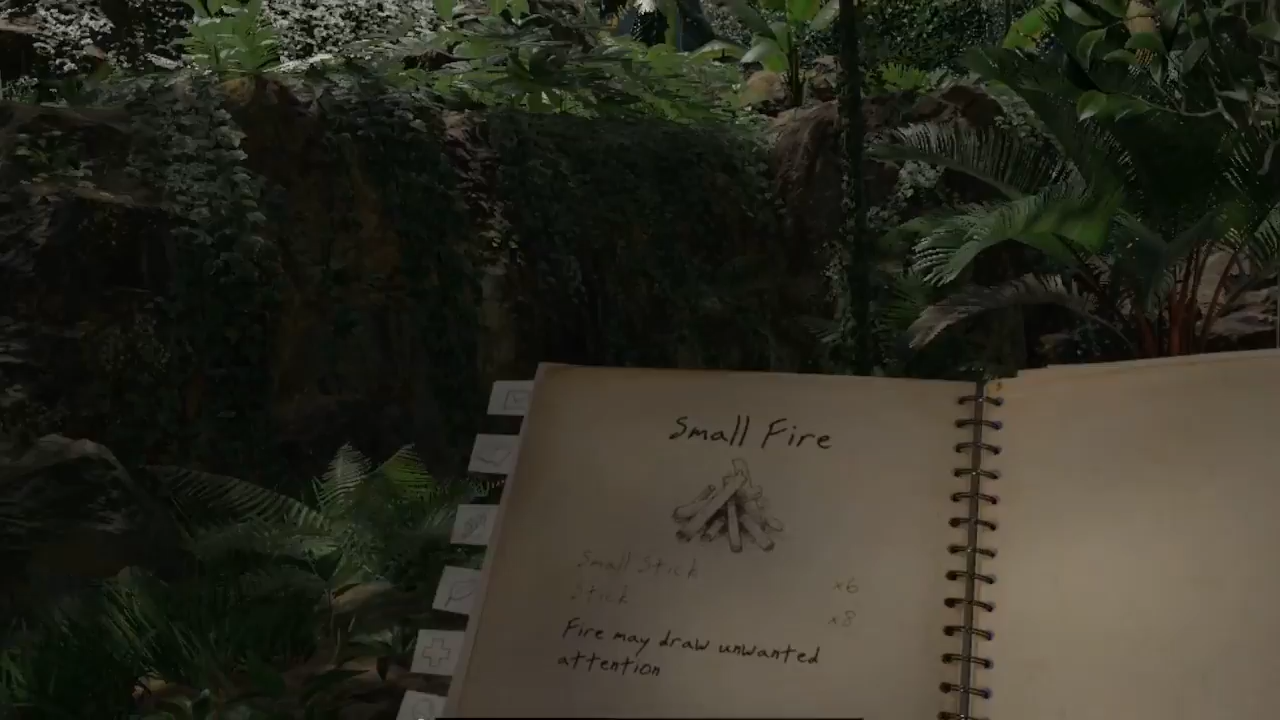 Small Fire
Small Stick x6
Stick x8
Fire may draw unwanted
attention